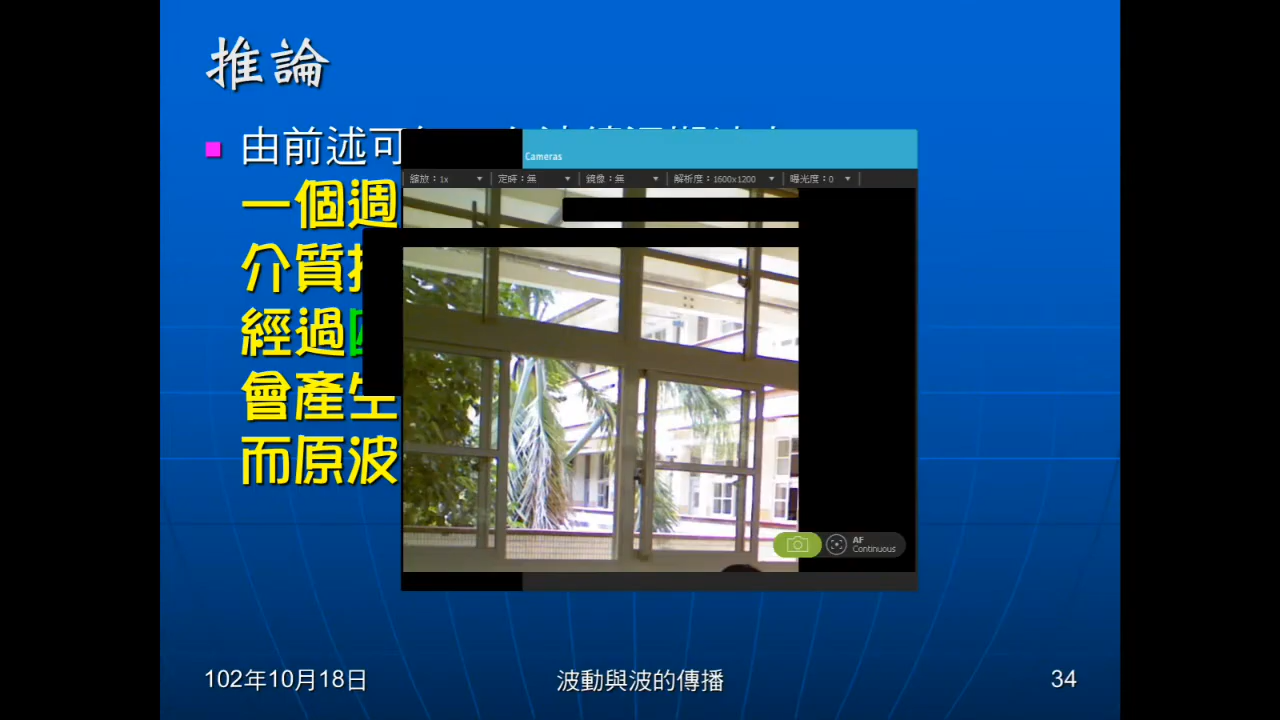 推論
由前述可
一個週
介質
經過
會產生
而原波
Cameras
縮放：1x 定時：無 鏡像：無 解析度：1600x1200 曝光度：0
AF
Continuous
102年10月18日 波動與波的傳播 34